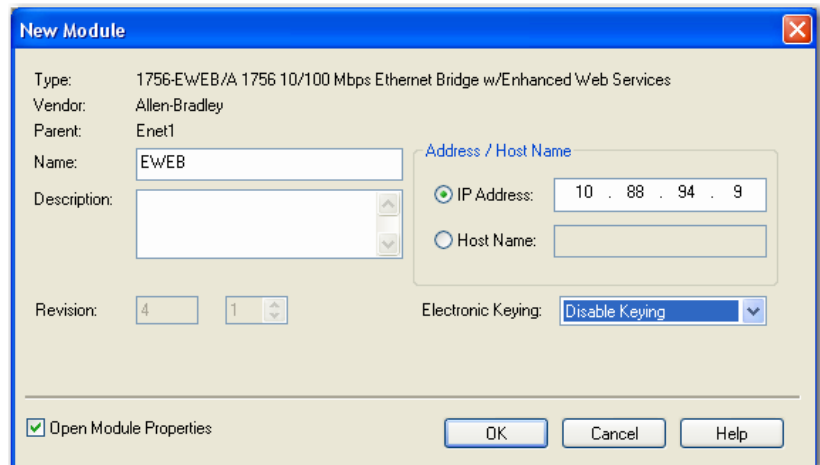 New Module
Type: 1756-EWEB/A 1756 10/100 Mbps Ethernet Bridge w/Enhanced Web Services
Vendor: Allen-Bradley
Parent: Enet1
Name: EWEB
Description:
Address / Host Name
IP Address: 10 . 88 . 94 . 9
Host Name:
Revision: 4 1
Electronic Keying: Disable Keying
Open Module Properties
OK
Cancel
Help